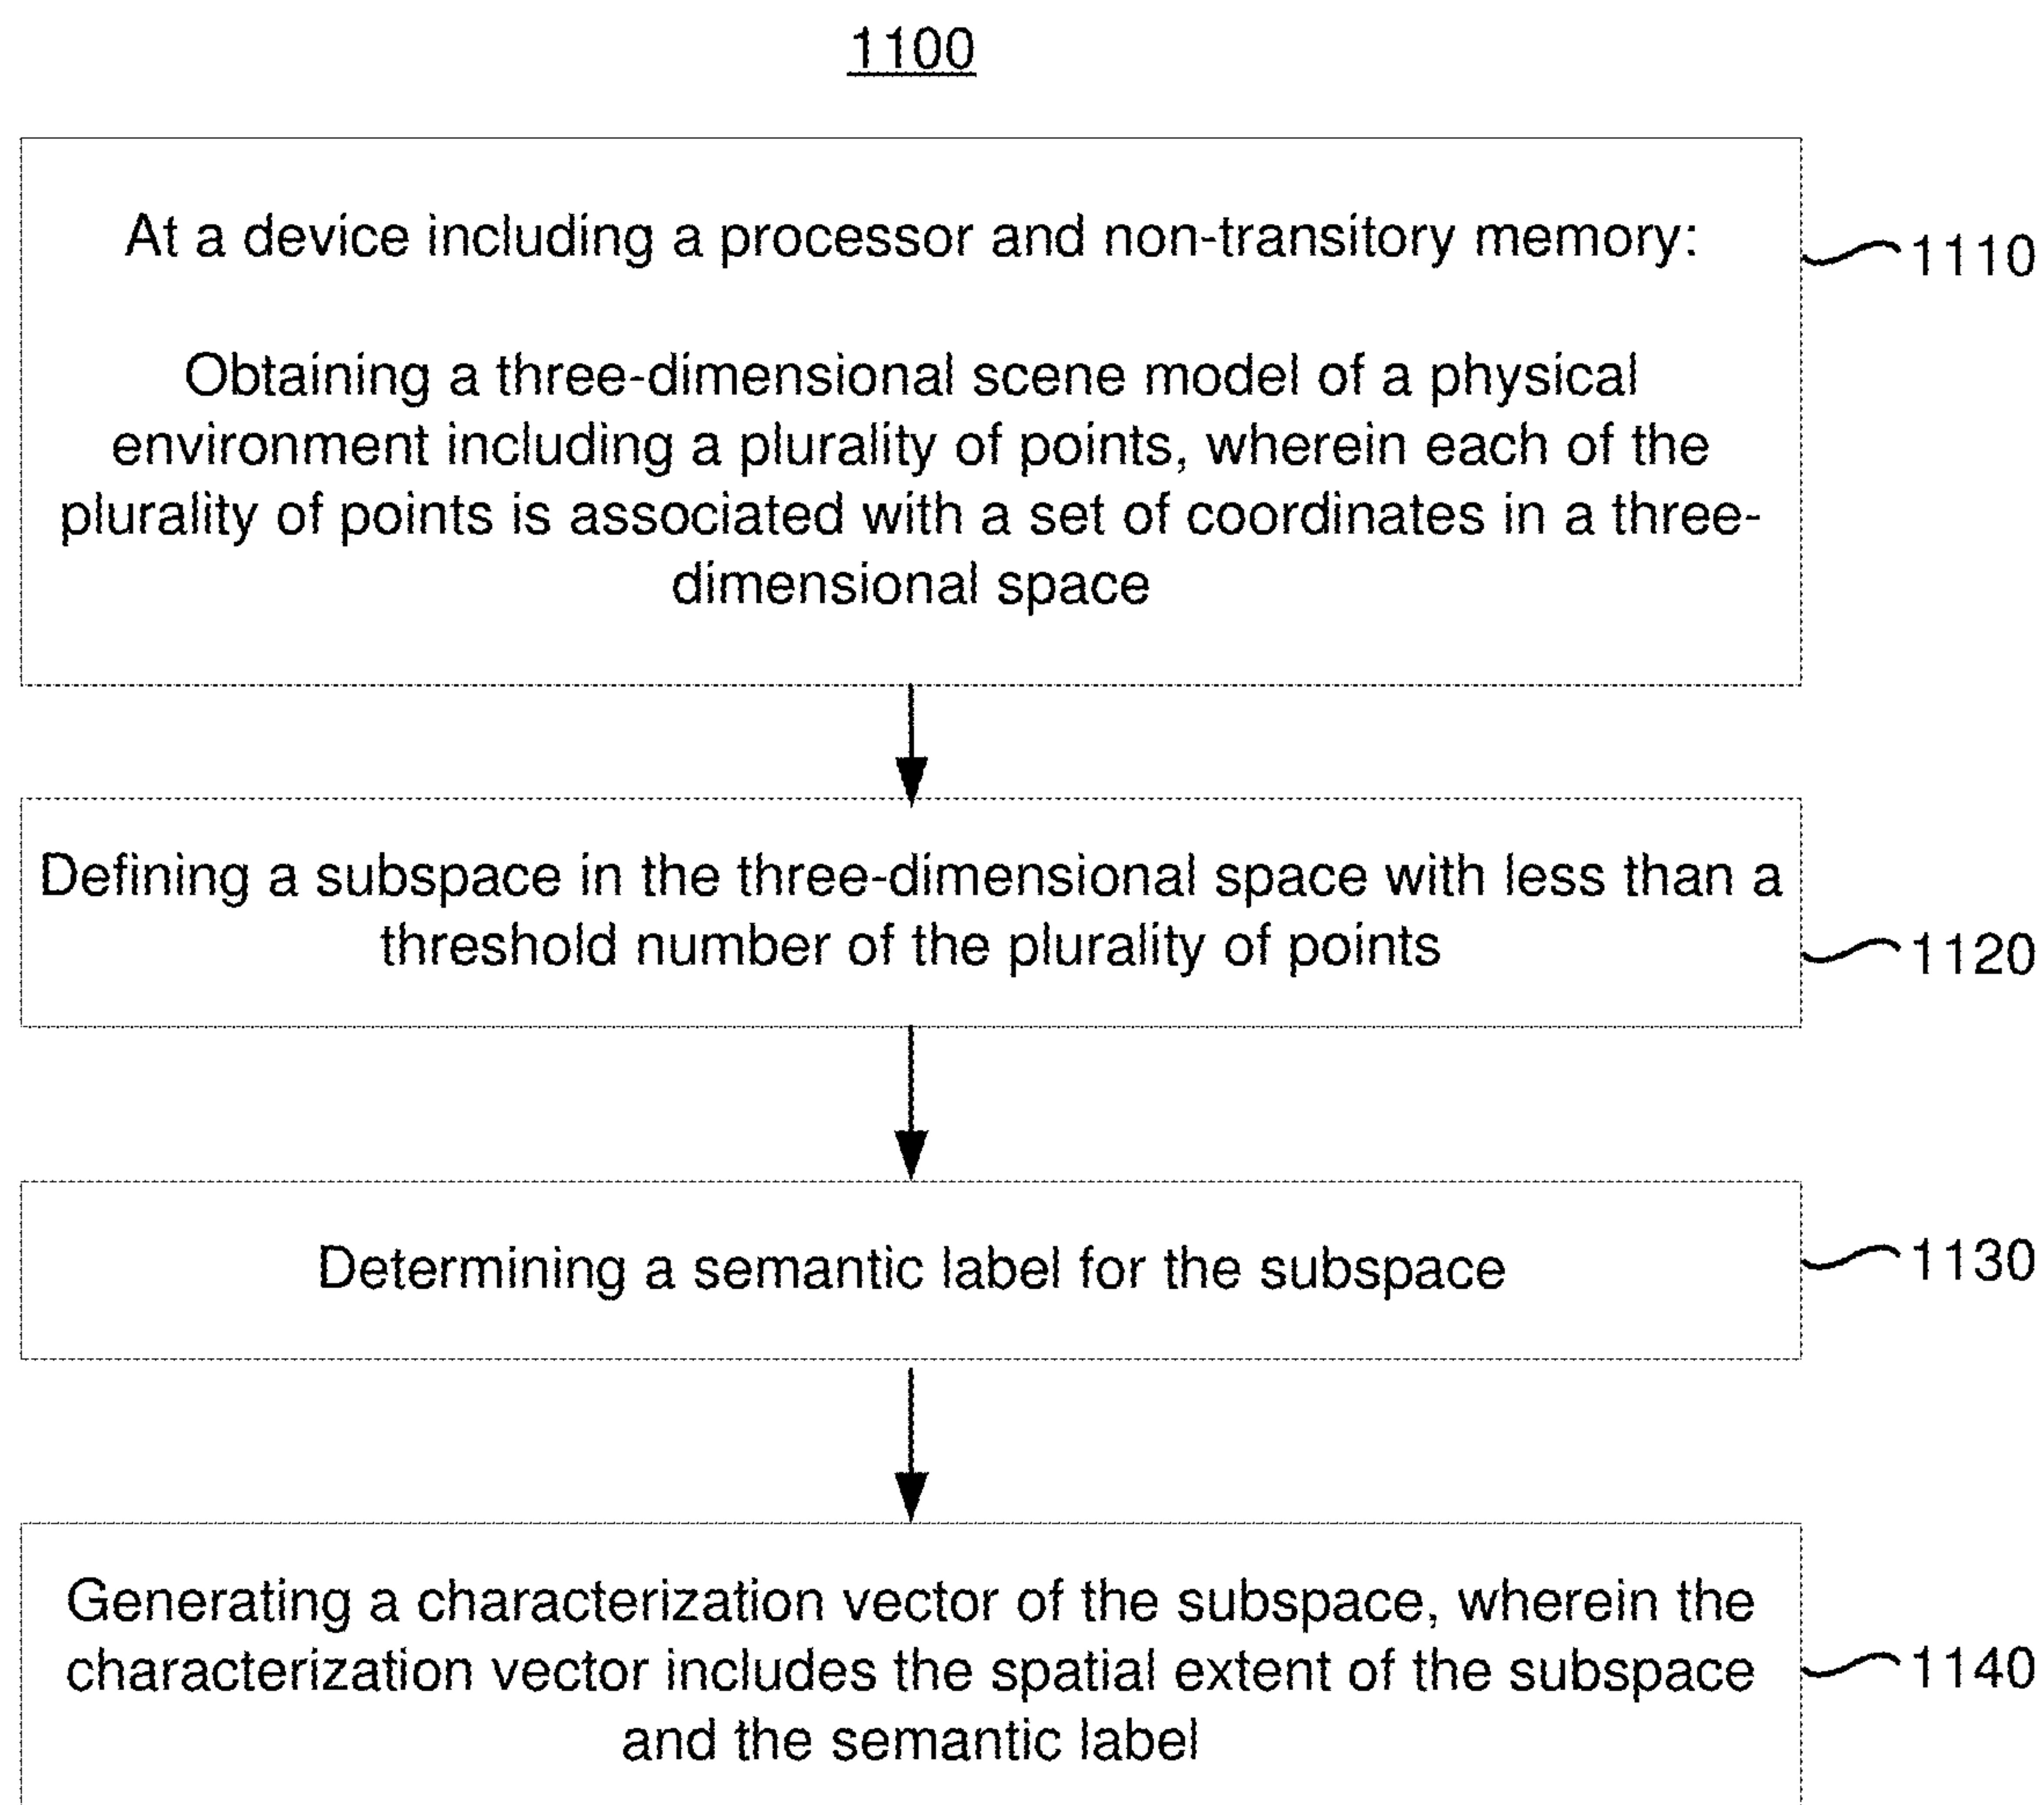 1100
At a device including a processor and non-transitory memory:
1110
Obtaining a three-dimensional scene model of a physical
environment including a plurality of points, wherein each of the
plurality of points is associated with a set of coordinates in a three-
dimensional space
Defining a subspace in the three-dimensional space with less than a
threshold number of the plurality of points
1120
Determining a semantic label for the subspace
1130
Generating a characterization vector of the subspace, wherein the
characterization vector includes the spatial extent of the subspace
and the semantic label
1140